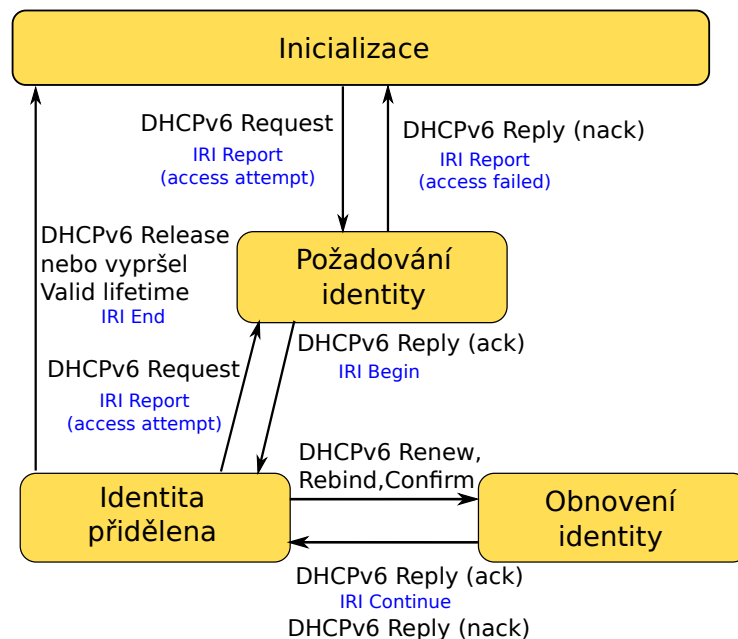 Inicializace
DHCPv6 Request
IRI Report
(access attempt)
DHCPv6 Reply (nack)
IRI Report
(access failed)
DHCPv6 Release
nebo vypršel
Valid lifetime
IRI End
Požadování
identity
DHCPv6 Request
IRI Report
(access attempt)
DHCPv6 Reply (ack)
IRI Begin
Identita
přidělena
DHCPv6 Renew,
Rebind,Confirm
Obnovení
identity
DHCPv6 Reply (ack)
IRI Continue
DHCPv6 Reply (nack)